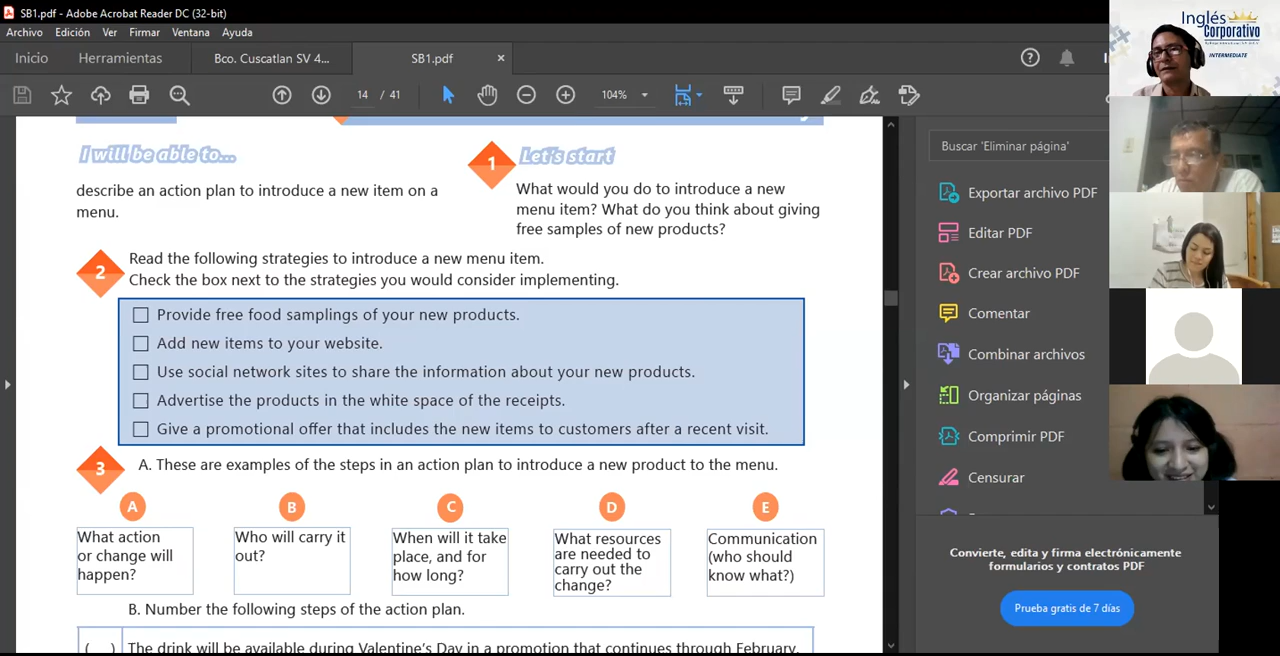 SB1.pdf - Adobe Acrobat Reader DC (32-bit)
Archivo Edición Ver Firmar Ventana Ayuda
Inicio Herramientas Bco. Cuscatlan SV 4... SB1.pdf ×
14 / 41 104%
Inglés
Corporativo
INTERMEDIATE
I will be able to...
describe an action plan to introduce a new item on a
menu.
1 Let's start
What would you do to introduce a new
menu item? What do you think about giving
free samples of new products?
2 Read the following strategies to introduce a new menu item.
Check the box next to the strategies you would consider implementing.
Provide free food samplings of your new products.
Add new items to your website.
Use social network sites to share the information about your new products.
Advertise the products in the white space of the receipts.
Give a promotional offer that includes the new items to customers after a recent visit.
3 A. These are examples of the steps in an action plan to introduce a new product to the menu.
A
What action
or change will
happen?
B
Who will carry it
out?
C
When will it take
place, and for
how long?
D
What resources
are needed to
carry out the
change?
E
Communication
(who should
know what?)
B. Number the following steps of the action plan.
( ) The drink will be available during Valentine's Day in a promotion that continues through February.
Buscar 'Eliminar página'
Exportar archivo PDF
Editar PDF
Crear archivo PDF
Comentar
Combinar archivos
Organizar páginas
Comprimir PDF
Censurar
Convierte, edita y firma electrónicamente
formularios y contratos PDF
Prueba gratis de 7 días